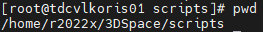 [root@tdcvlkoris01 scripts]# pwd
/home/r2022x/3DSpace/scripts